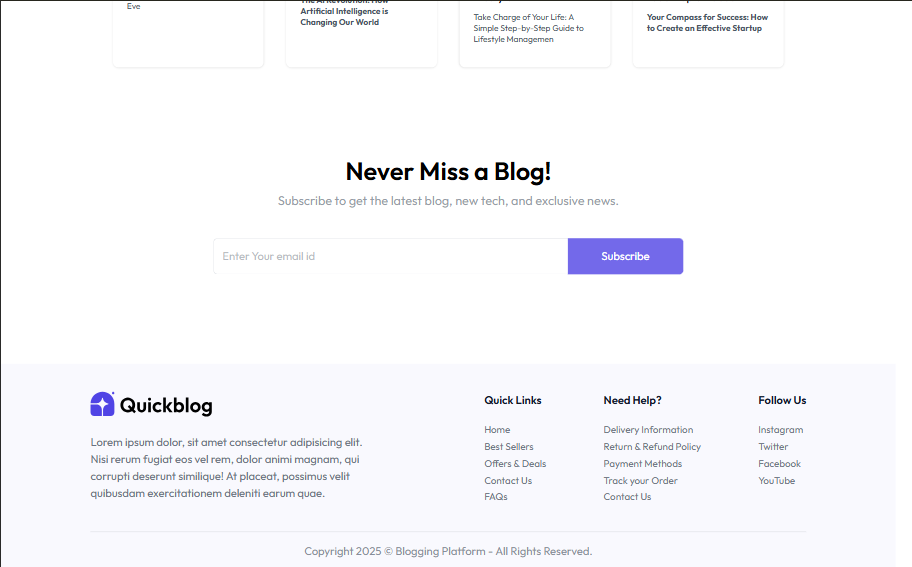 Eve
The AI Revolution: How
Artificial Intelligence is
Changing Our World
Take Charge of Your Life: A
Simple Step-by-Step Guide to
Lifestyle Managemen
Your Compass for Success: How
to Create an Effective Startup
Never Miss a Blog!
Subscribe to get the latest blog, new tech, and exclusive news.
Enter Your email id
Subscribe
Quickblog
Lorem ipsum dolor, sit amet consectetur adipisicing elit.
Nisi rerum fugiat eos vel rem, dolor animi magnam, qui
corrupti deserunt similique! At placeat, possimus velit
quibusdam exercitationem deleniti earum quae.
Quick Links
Home
Best Sellers
Offers & Deals
Contact Us
FAQs
Need Help?
Delivery Information
Return & Refund Policy
Payment Methods
Track your Order
Contact Us
Follow Us
Instagram
Twitter
Facebook
YouTube
Copyright 2025 © Blogging Platform - All Rights Reserved.